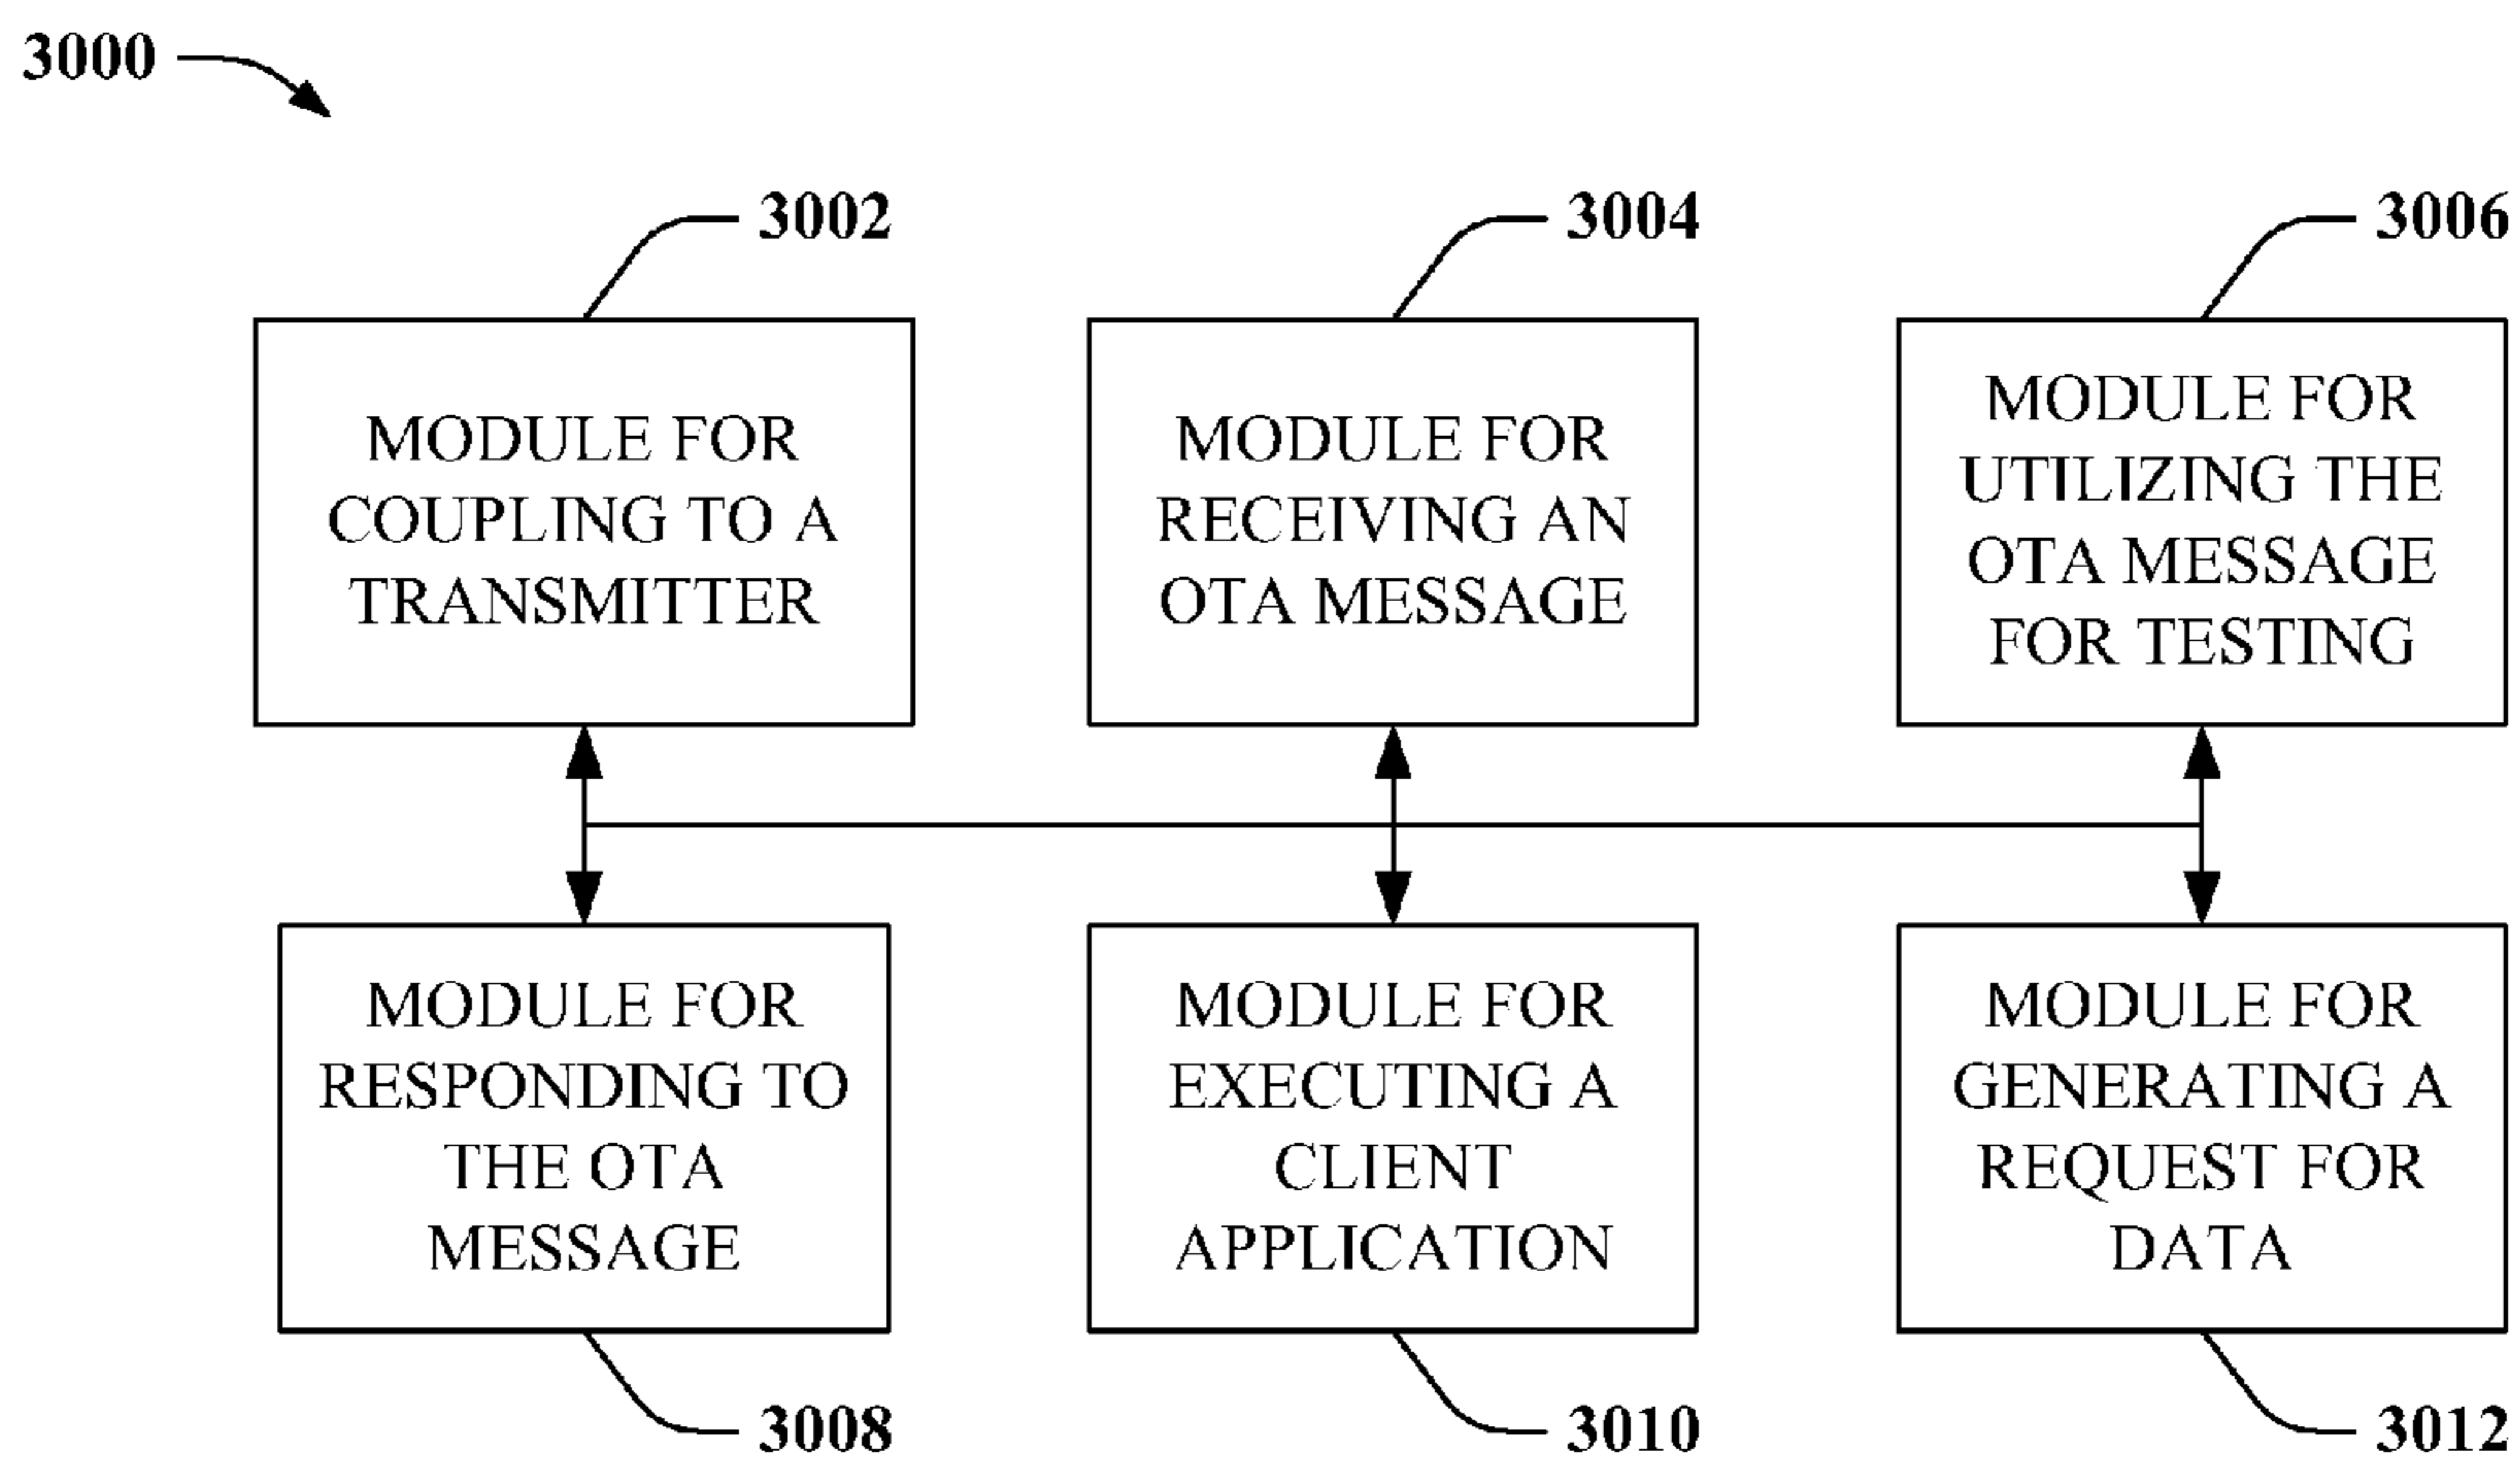 3000
3002
3004
3006
MODULE FOR
COUPLING TO A
TRANSMITTER
MODULE FOR
RECEIVING AN
OTA MESSAGE
MODULE FOR
UTILIZING THE
OTA MESSAGE
FOR TESTING
MODULE FOR
RESPONDING TO
THE OTA
MESSAGE
MODULE FOR
EXECUTING A
CLIENT
APPLICATION
MODULE FOR
GENERATING A
REQUEST FOR
DATA
3008
3010
3012